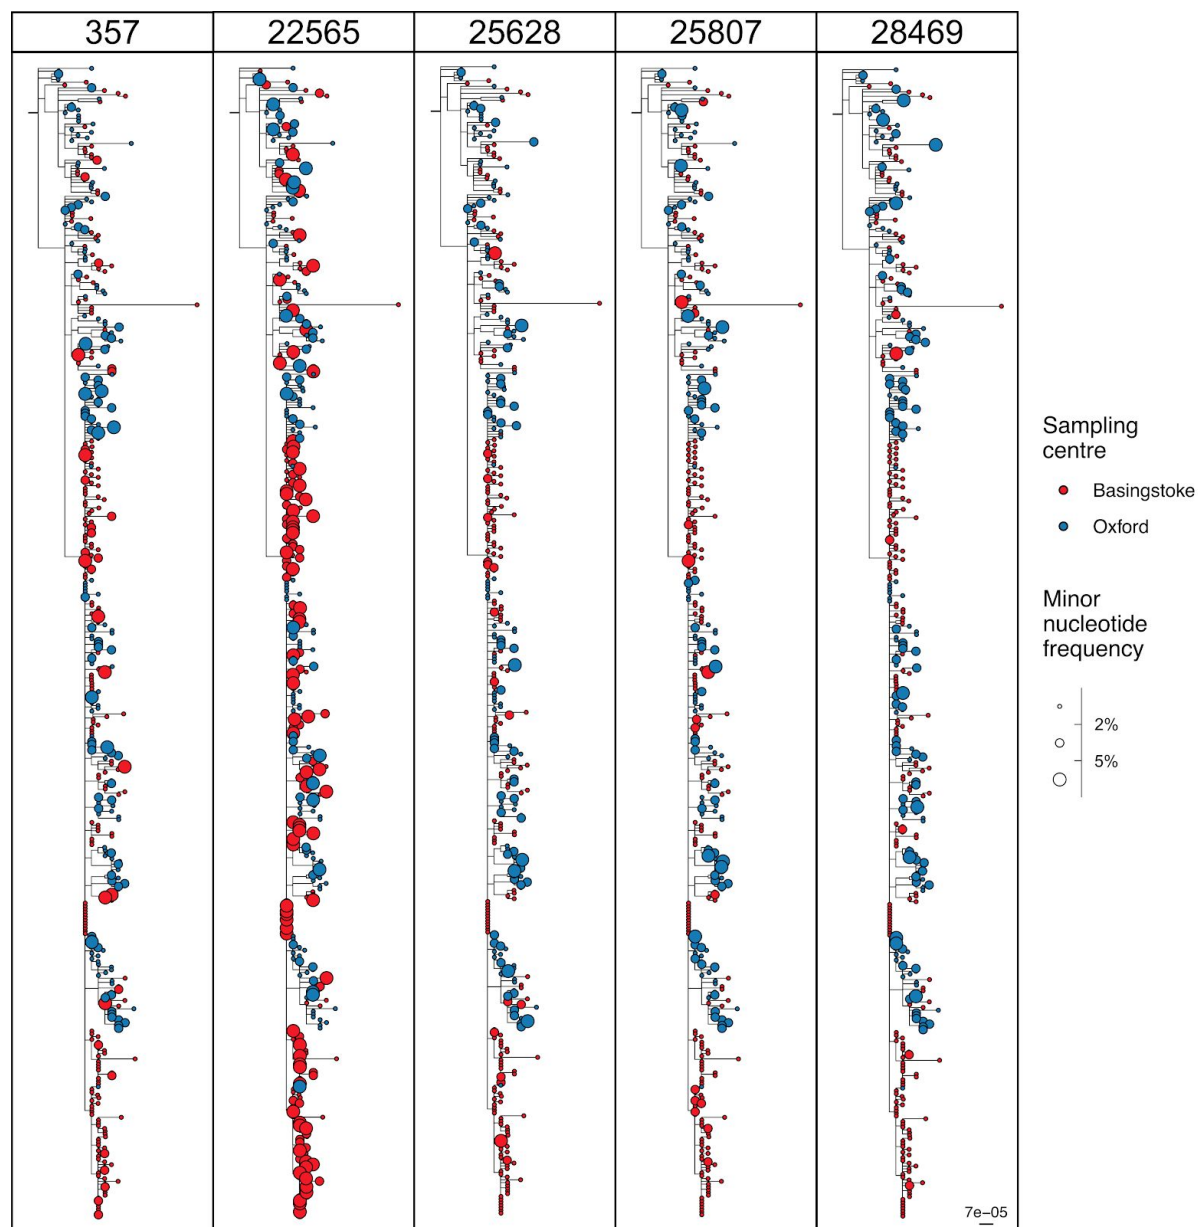 357 22565 25628 25807 28469
Sampling
centre
Basingstoke
Oxford
Minor
nucleotide
frequency
2%
5%
7e−05